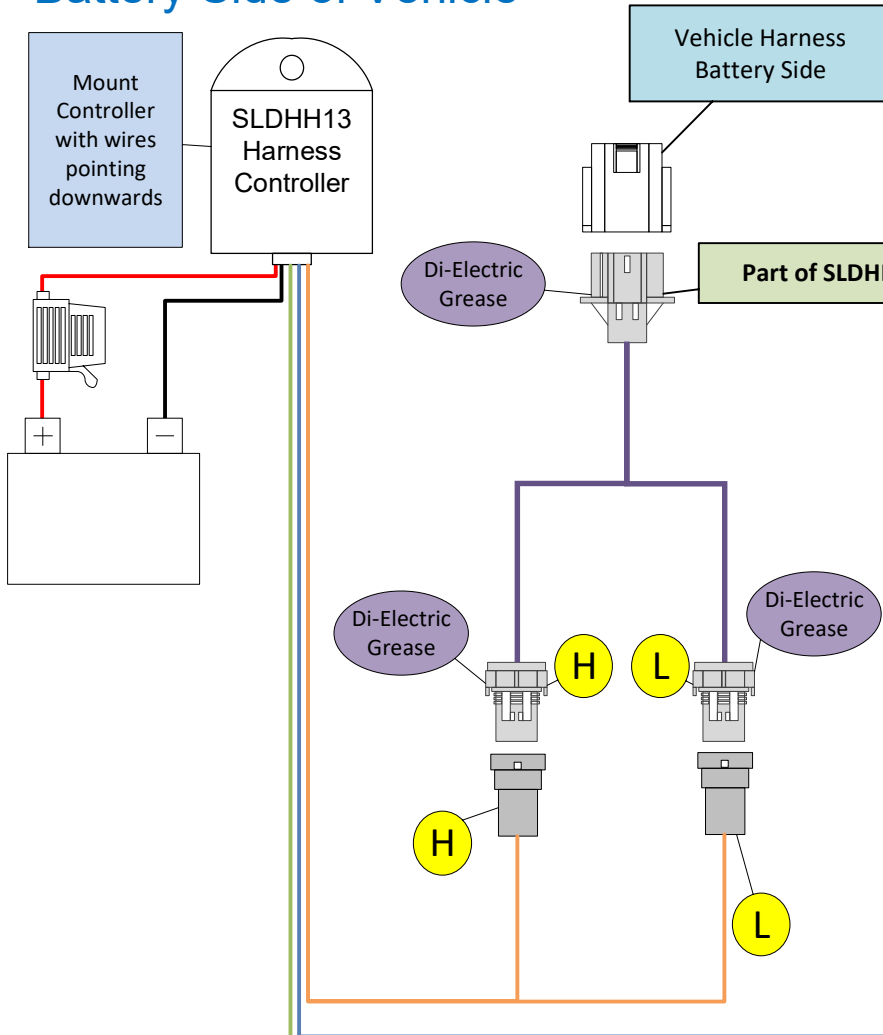 Battery Side of Vehicle
Mount
Controller
with wires
pointing
downwards
SLDHH13
Harness
Controller
Vehicle Harness
Battery Side
Di-Electric
Grease
Part of SLDHH
+
−
Di-Electric
Grease
H
L
Di-Electric
Grease
H
L